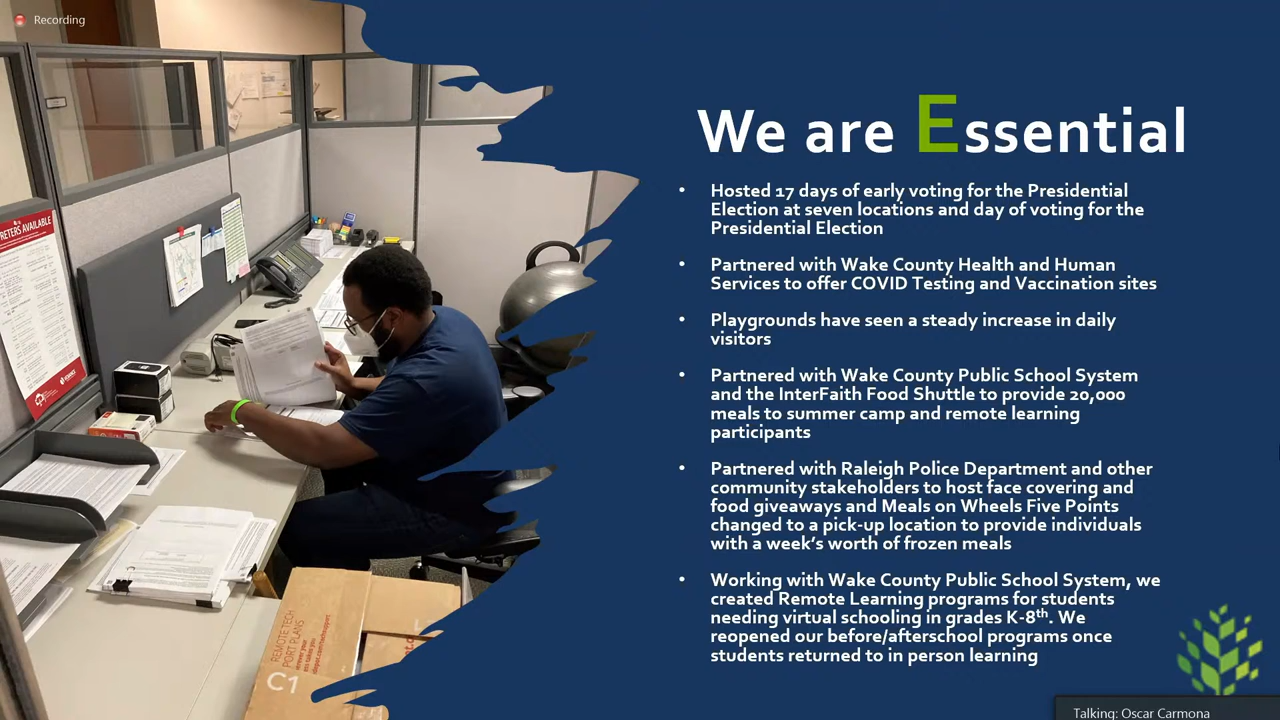 Recording
We are Essential
• Hosted 17 days of early voting for the Presidential
Election at seven locations and day of voting for the
Presidential Election
• Partnered with Wake County Health and Human
Services to offer COVID Testing and Vaccination sites
• Playgrounds have seen a steady increase in daily
visitors
• Partnered with Wake County Public School System
and the InterFaith Food Shuttle to provide 20,000
meals to summer camp and remote learning
participants
• Partnered with Raleigh Police Department and other
community stakeholders to host face covering and
food giveaways and Meals on Wheels Five Points
changed to a pick-up location to provide individuals
with a week's worth of frozen meals
• Working with Wake County Public School System, we
created Remote Learning programs for students
needing virtual schooling in grades K-8th. We
reopened our before/afterschool programs once
students returned to in person learning
RETERS AVAILABLE
REMOTE TECH
PORT PLANS
C1
Talking: Oscar Carmona